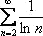 ∑_{n=2}^{∞} 1/(ln n)